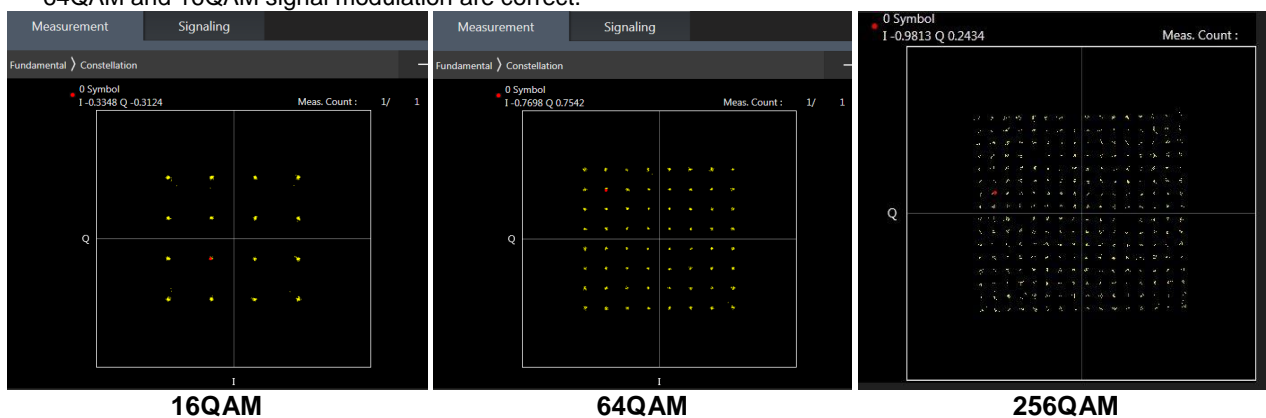 64QAM and 16QAM signal modulation are correct.
Measurement Signaling
Fundamental ⟩ Constellation
0 Symbol
I -0.3348 Q -0.3124 Meas. Count : 1/ 1
Q
I
16QAM
Measurement Signaling
Fundamental ⟩ Constellation
0 Symbol
I -0.7698 Q 0.7542 Meas. Count : 1/ 1
Q
I
64QAM
0 Symbol
I -0.9813 Q 0.2434 Meas. Count :
Q
256QAM